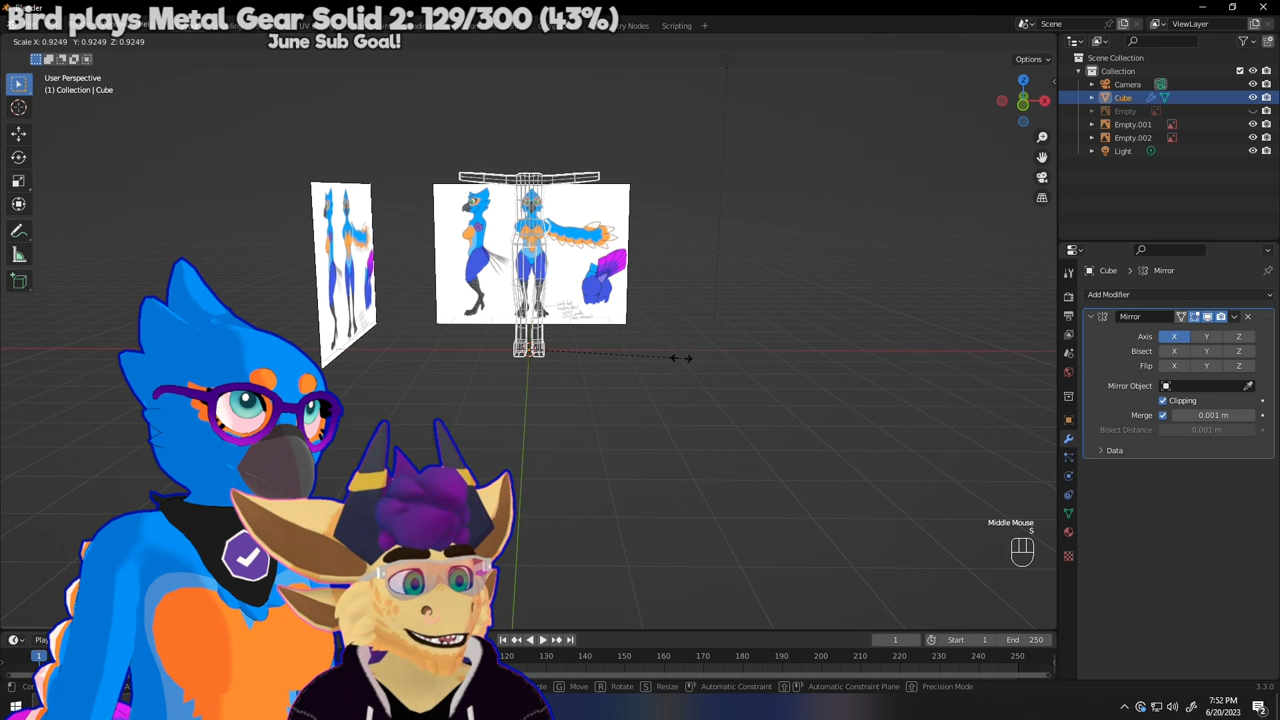 Blender
Bird plays Metal Gear Solid 2: 129/300 (43%)
June Sub Goal!
Scripting
Scene
ViewLayer
Scale X: 0.9249 Y: 0.9249 Z: 0.9249
Options
User Perspective
(1) Collection | Cube
Scene Collection
Collection
Camera
Cube
Empty
Empty.001
Empty.002
Light
Z
X
Cube > Mirror
Add Modifier
Mirror
Axis X Y Z
Bisect X Y Z
Flip X Y Z
Mirror Object
Clipping
Merge 0.001 m
Bisect Distance 0.001 m
Data
Middle Mouse
S
1
Start 1
End 250
1
120 130 140 150 160 170 180 190 200 210 220 230 240 250
G Move R Rotate S Resize Automatic Constraint Automatic Constraint Plane Precision Mode
3.3.0
7:52 PM
6/20/2023
2